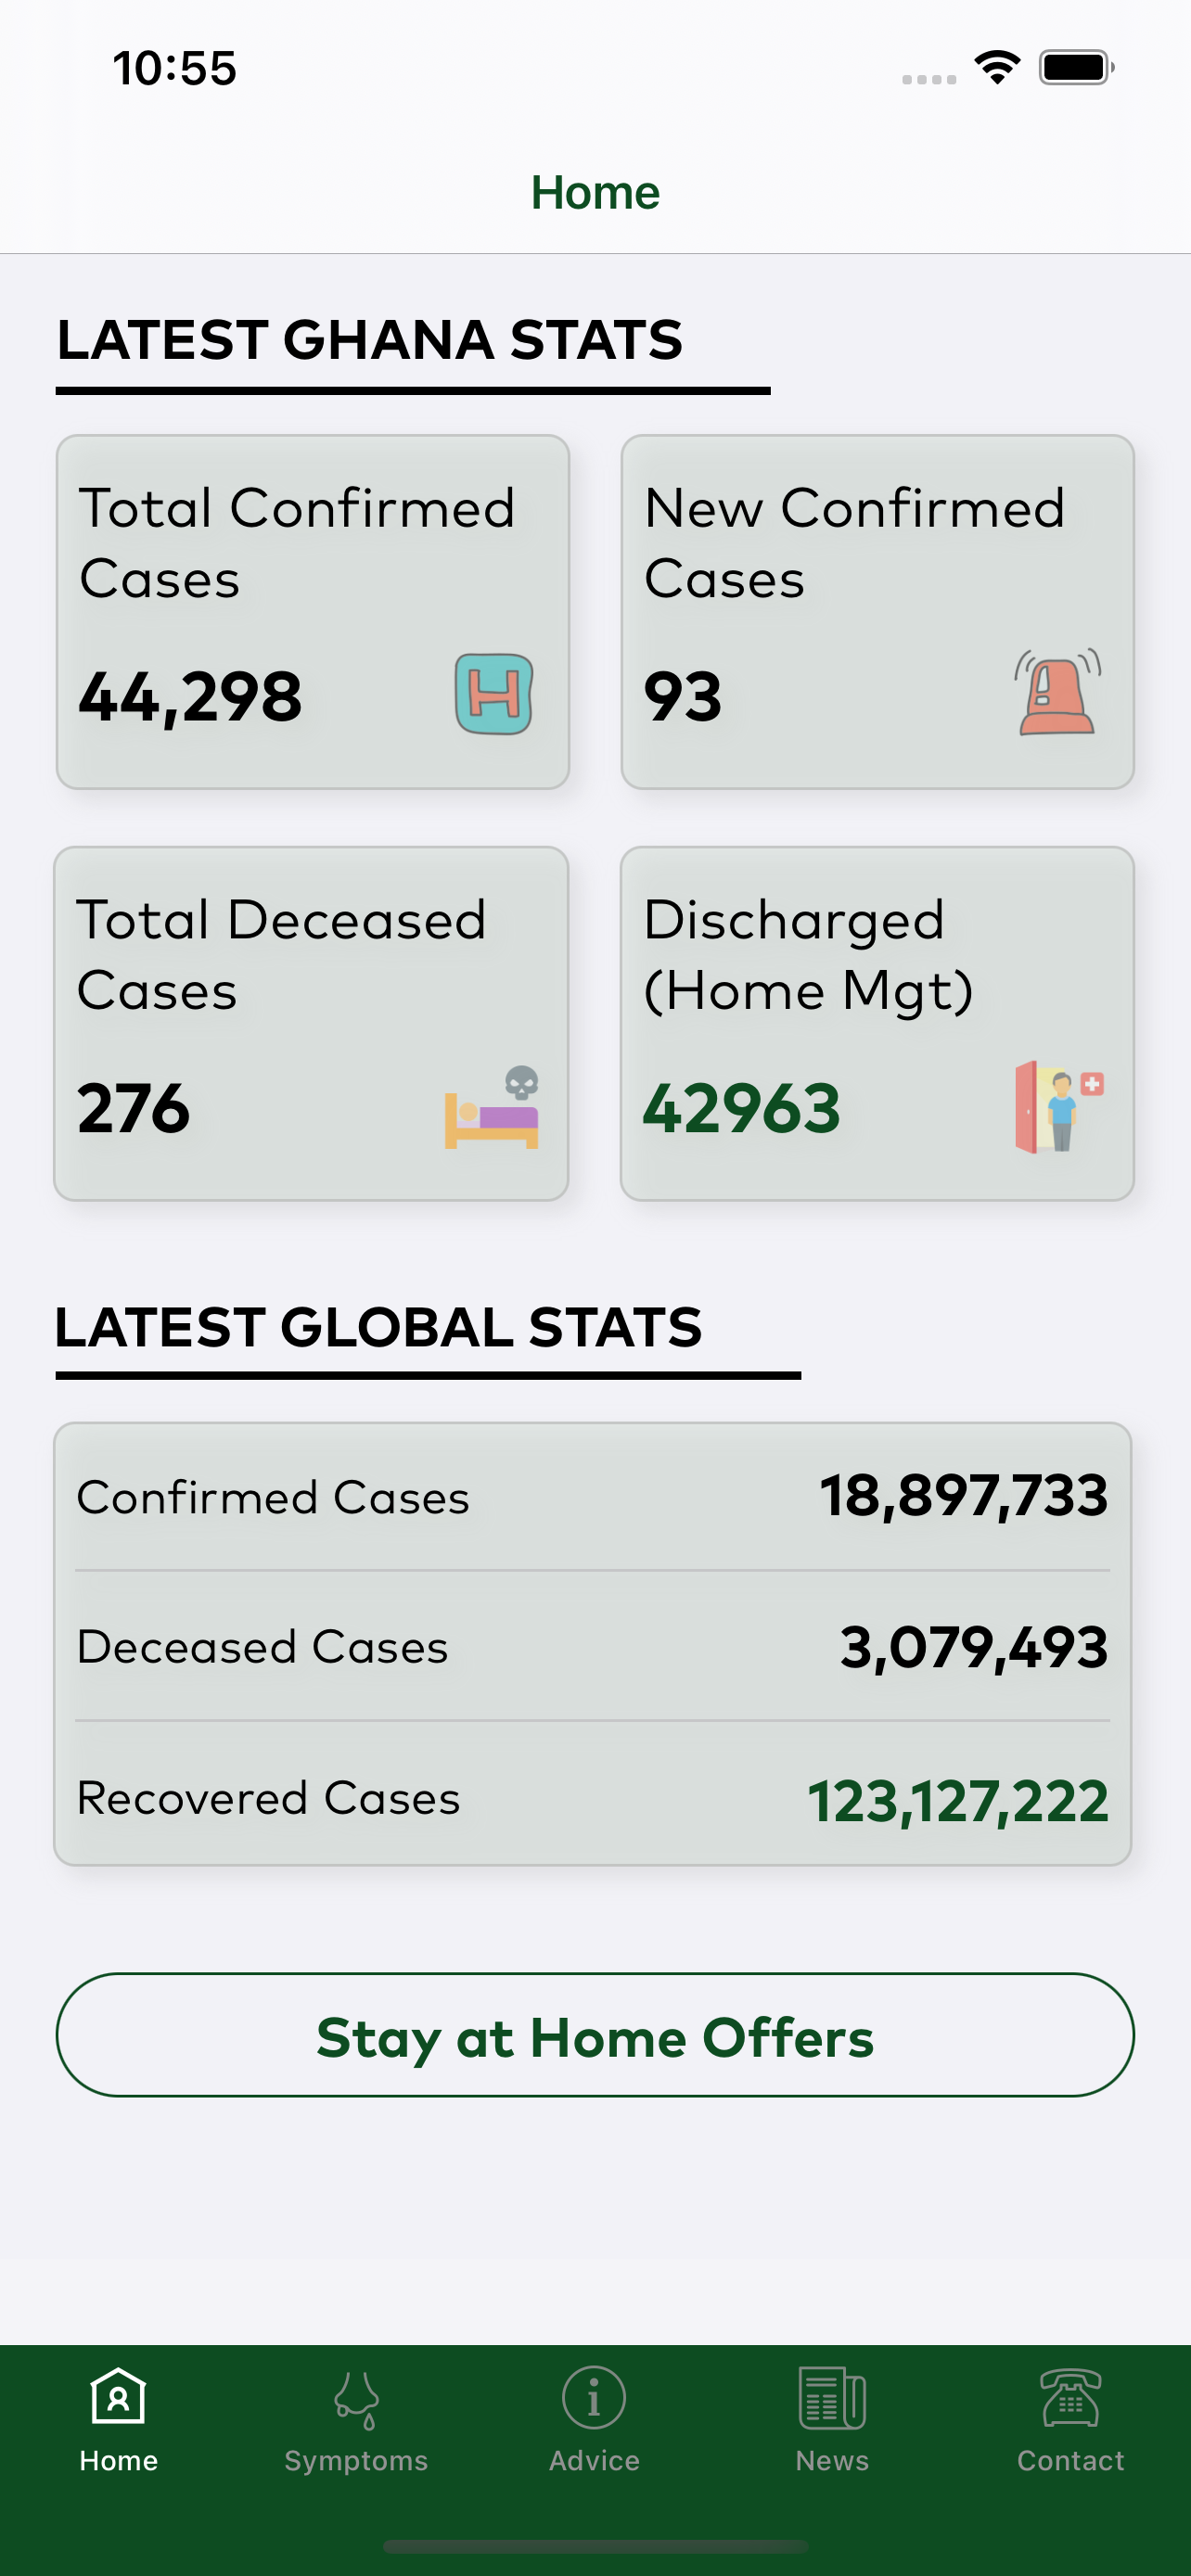 10:55
Home
LATEST GHANA STATS
Total Confirmed
Cases
44,298
H
New Confirmed
Cases
93
Total Deceased
Cases
276
Discharged
(Home Mgt)
42963
LATEST GLOBAL STATS
Confirmed Cases 18,897,733
Deceased Cases 3,079,493
Recovered Cases 123,127,222
Stay at Home Offers
Home Symptoms Advice News Contact